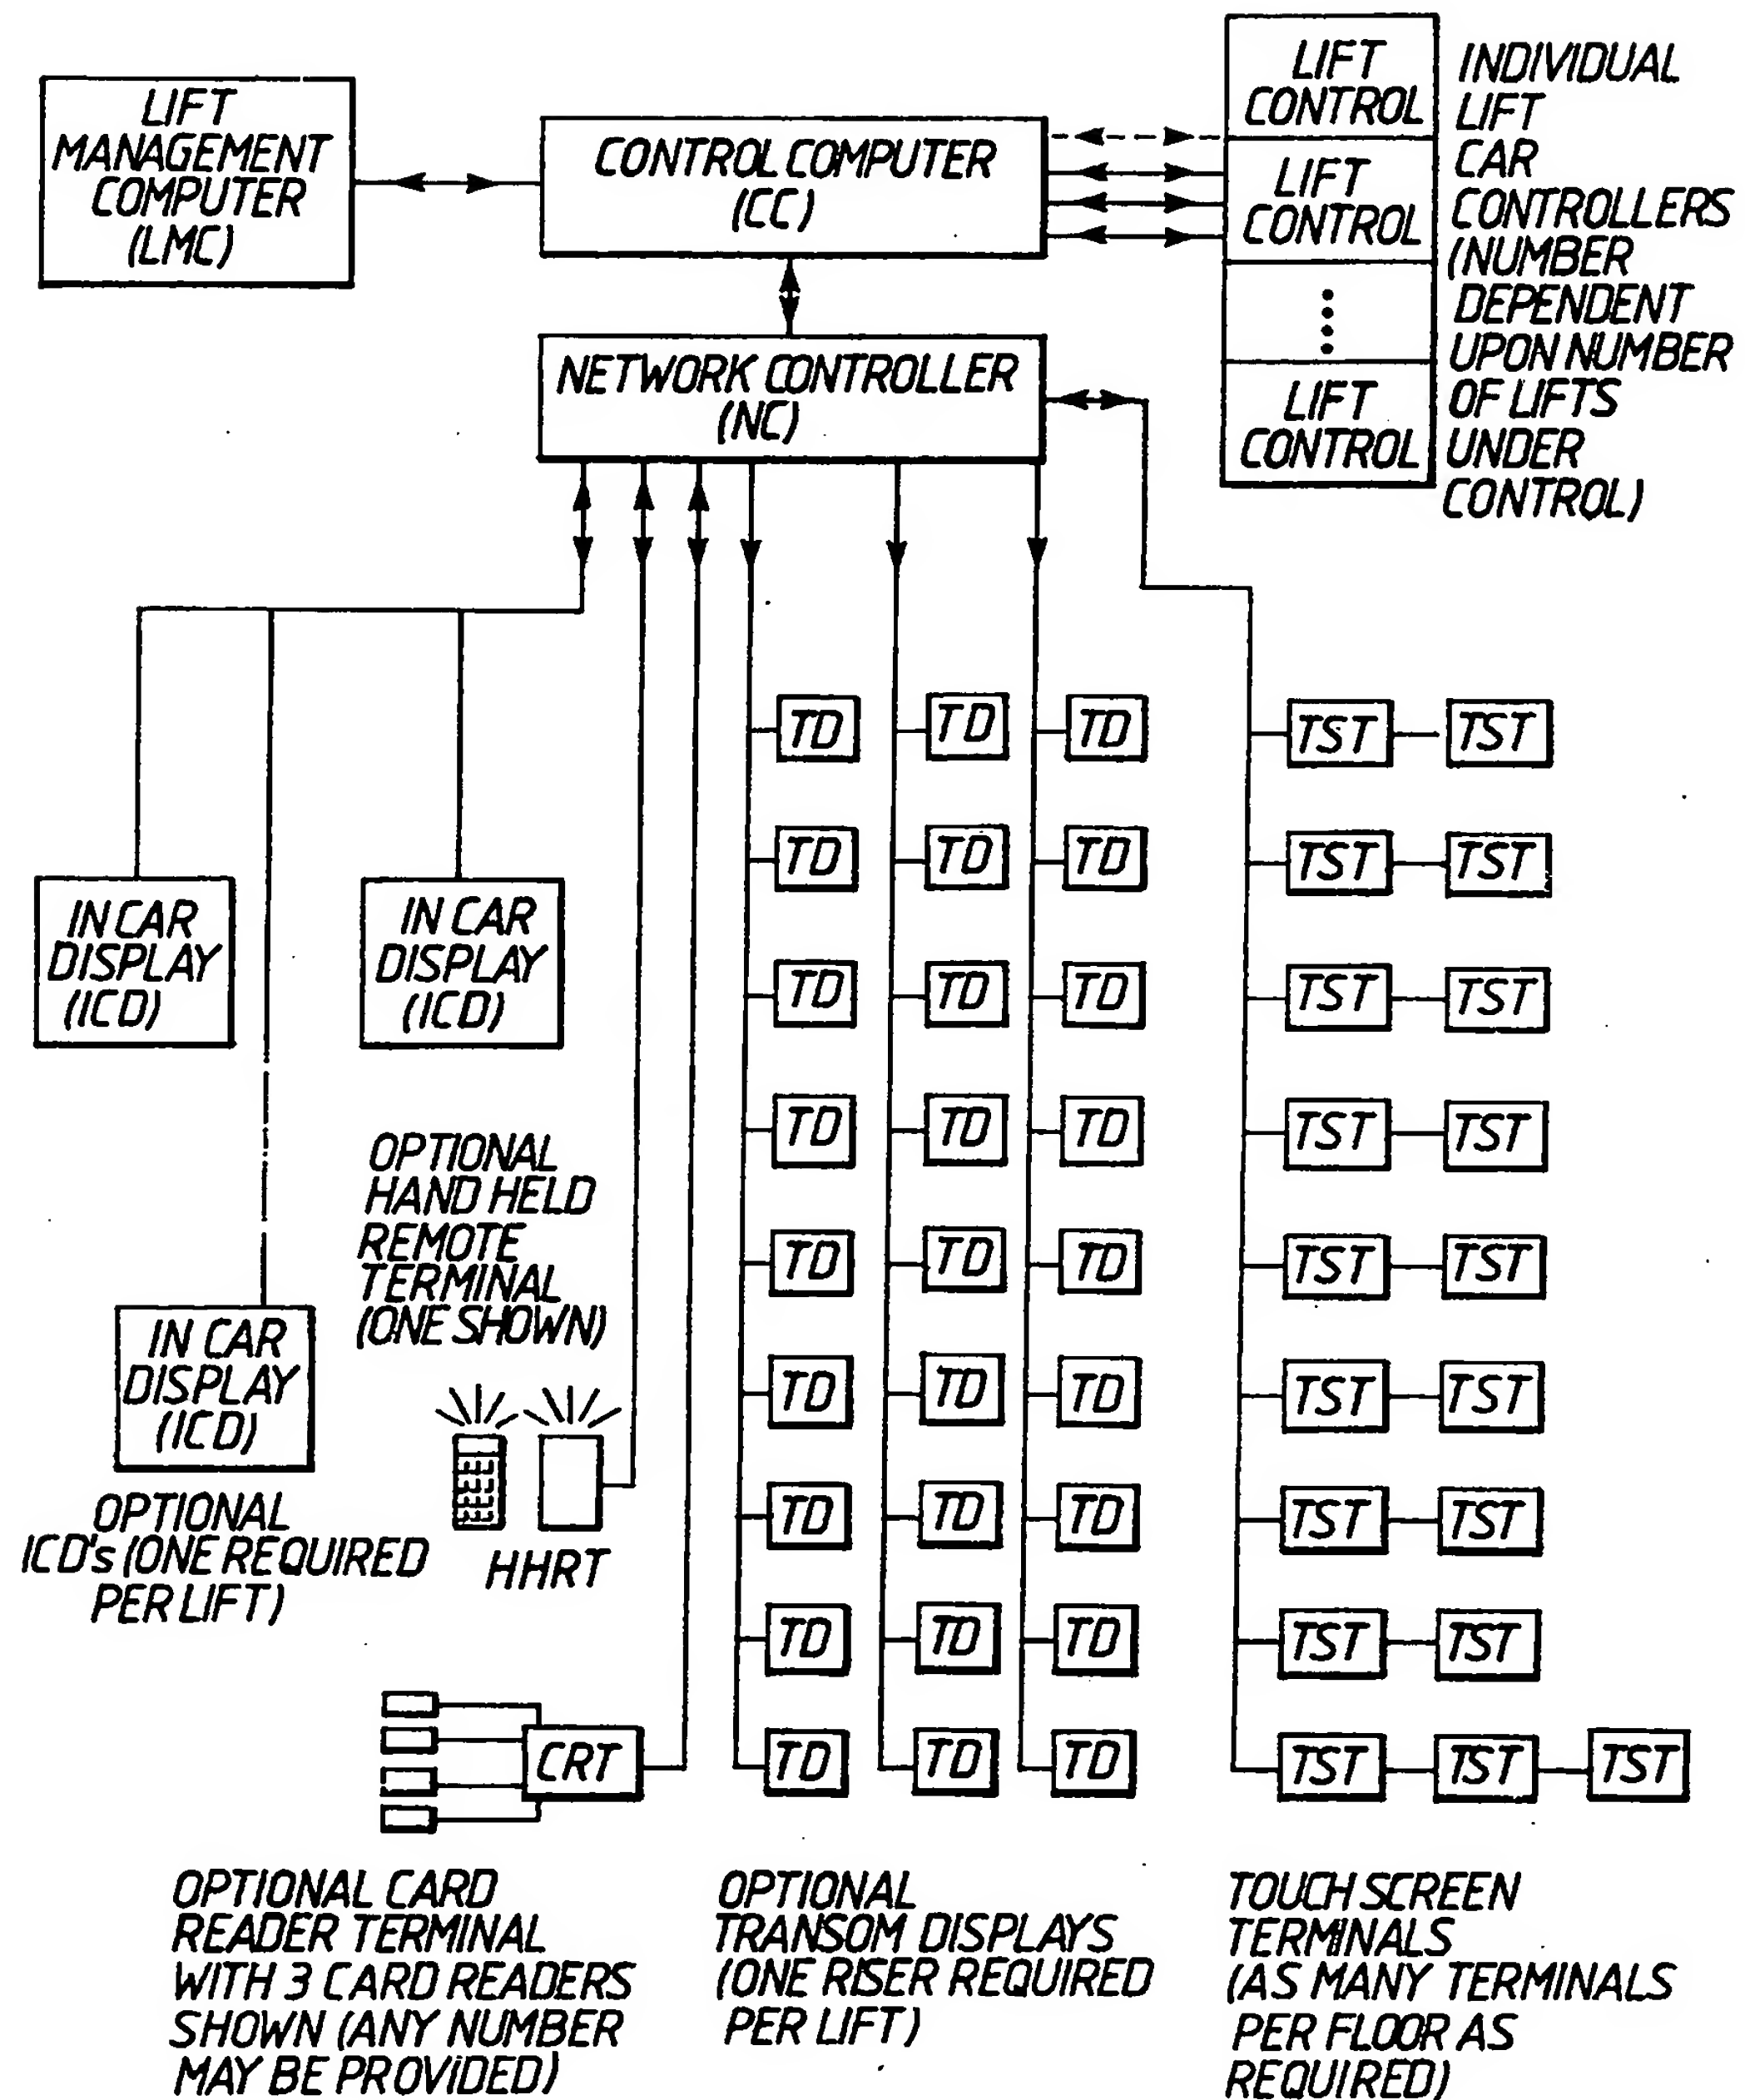 LIFT
MANAGEMENT
COMPUTER
(LMC)
CONTROL COMPUTER
(CC)
LIFT
CONTROL
LIFT
CONTROL
LIFT
CONTROL
INDIVIDUAL
LIFT
CAR
CONTROLLERS
(NUMBER
DEPENDENT
UPON NUMBER
OF LIFTS
UNDER
CONTROL)
NETWORK CONTROLLER
(NC)
TD TD TD TST TST
TD TD TD TST TST
IN CAR
DISPLAY
(ICD)
IN CAR
DISPLAY
(ICD)
TD TD TD TST TST
TD TD TD TST TST
OPTIONAL
HAND HELD
REMOTE
TERMINAL
(ONE SHOWN)
TD TD TD TST TST
IN CAR
DISPLAY
(ICD)
TD TD TD TST TST
OPTIONAL
ICD's (ONE REQUIRED
PER LIFT)
HHRT
TD TD TD TST TST
TD TD TD TST TST
CRT
TD TD TD TST TST TST
OPTIONAL CARD
READER TERMINAL
WITH 3 CARD READERS
SHOWN (ANY NUMBER
MAY BE PROVIDED)
OPTIONAL
TRANSOM DISPLAYS
(ONE RISER REQUIRED
PER LIFT)
TOUCH SCREEN
TERMINALS
(AS MANY TERMINALS
PER FLOOR AS
REQUIRED)